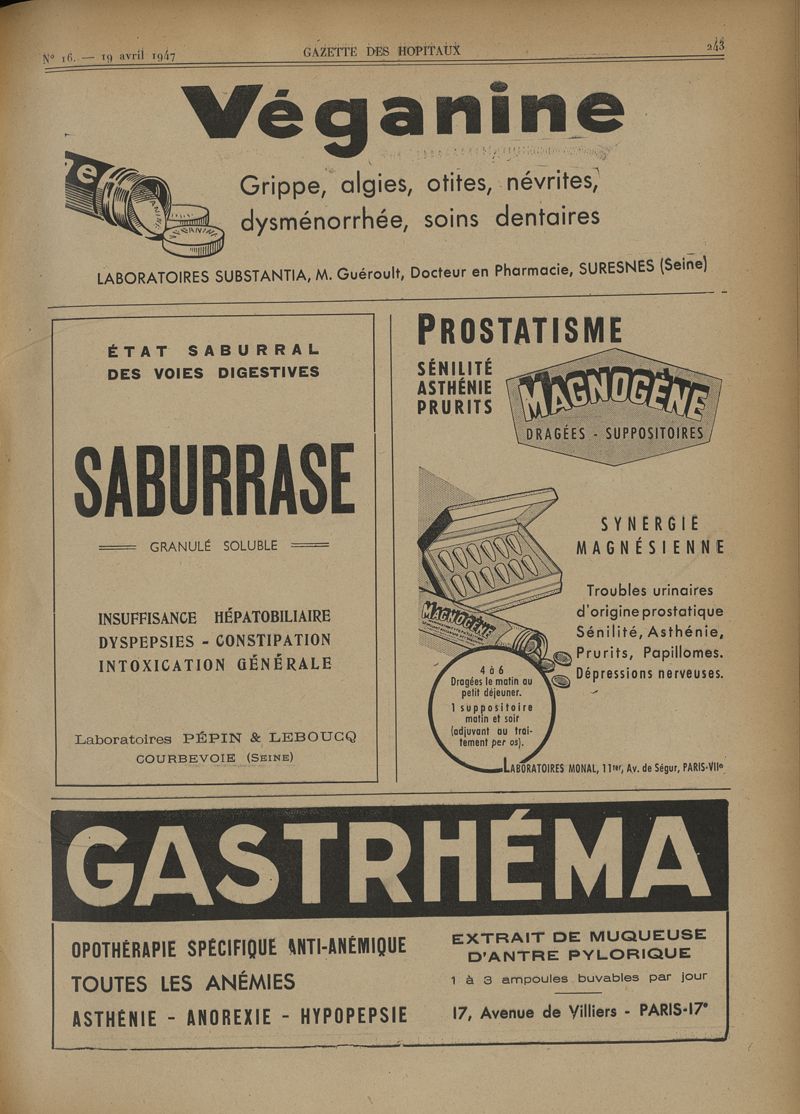 N° 16. — 19 avril 1947
GAZETTE DES HOPITAUX
243
Véganine
Grippe, algies, otites, névrites,
dysménorrhée, soins dentaires
LABORATOIRES SUBSTANTIA, M. Guéroult, Docteur en Pharmacie, SURESNES (Seine)
ÉTAT SABURRAL
DES VOIES DIGESTIVES
SABURRASE
GRANULÉ SOLUBLE
INSUFFISANCE HÉPATOBILIAIRE
DYSPEPSIES - CONSTIPATION
INTOXICATION GÉNÉRALE
Laboratoires PÉPIN & LEBOUCQ
COURBEVOIE (SEINE)
PROSTATISME
SÉNILITÉ
ASTHÉNIE
PRURITS
MAGNOGÈNE
DRAGÉES - SUPPOSITOIRES
SYNERGIE
MAGNÉSIENNE
Troubles urinaires
d'origine prostatique
Sénilité, Asthénie,
Prurits, Papillomes.
Dépressions nerveuses.
MAGNOGÈNE
4 à 6
Dragées le matin au
petit déjeuner.
1 suppositoire
matin et soir
(adjuvant au trai-
tement per os).
LABORATOIRES MONAL, 11ter, Av. de Ségur, PARIS-VIIe
GASTRHÉMA
OPOTHÉRAPIE SPÉCIFIQUE ANTI-ANÉMIQUE
TOUTES LES ANÉMIES
ASTHÉNIE - ANOREXIE - HYPOPEPSIE
EXTRAIT DE MUQUEUSE
D'ANTRE PYLORIQUE
1 à 3 ampoules buvables par jour
17, Avenue de Villiers - PARIS-17e